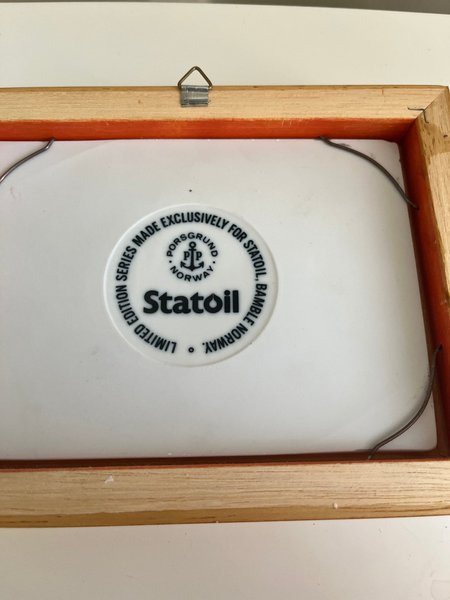 LIMITED EDITION SERIES MADE EXCLUSIVELY FOR STATOIL, BAMBLE NORWAY.
PORSGRUND
P P
NORWAY
Statoil